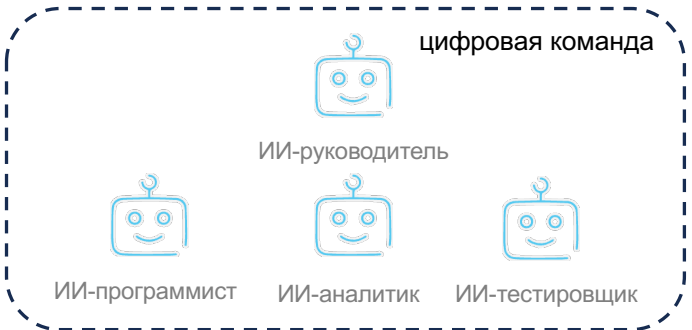 цифровая команда
ИИ-руководитель
ИИ-программист
ИИ-аналитик
ИИ-тестировщик